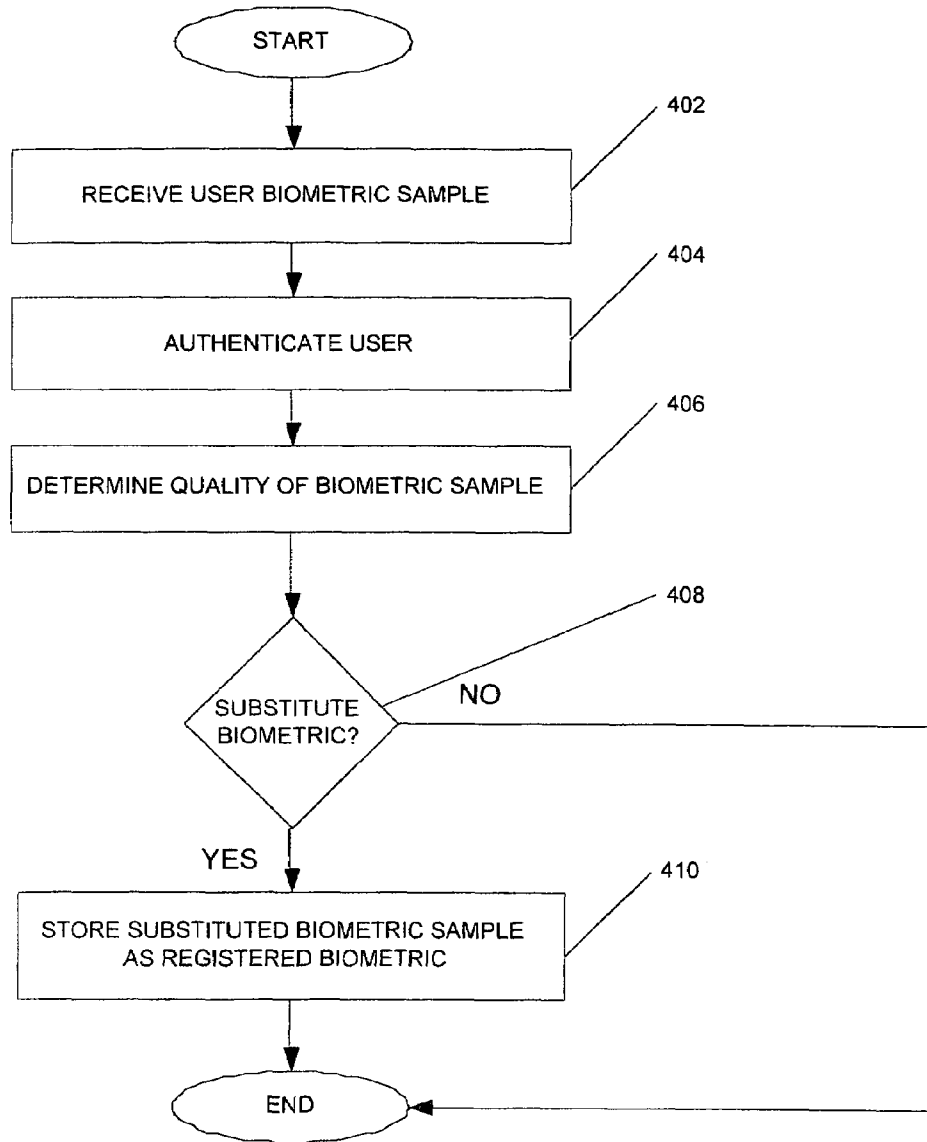 START
402
RECEIVE USER BIOMETRIC SAMPLE
404
AUTHENTICATE USER
406
DETERMINE QUALITY OF BIOMETRIC SAMPLE
408
SUBSTITUTE
BIOMETRIC?
NO
YES
410
STORE SUBSTITUTED BIOMETRIC SAMPLE
AS REGISTERED BIOMETRIC
END